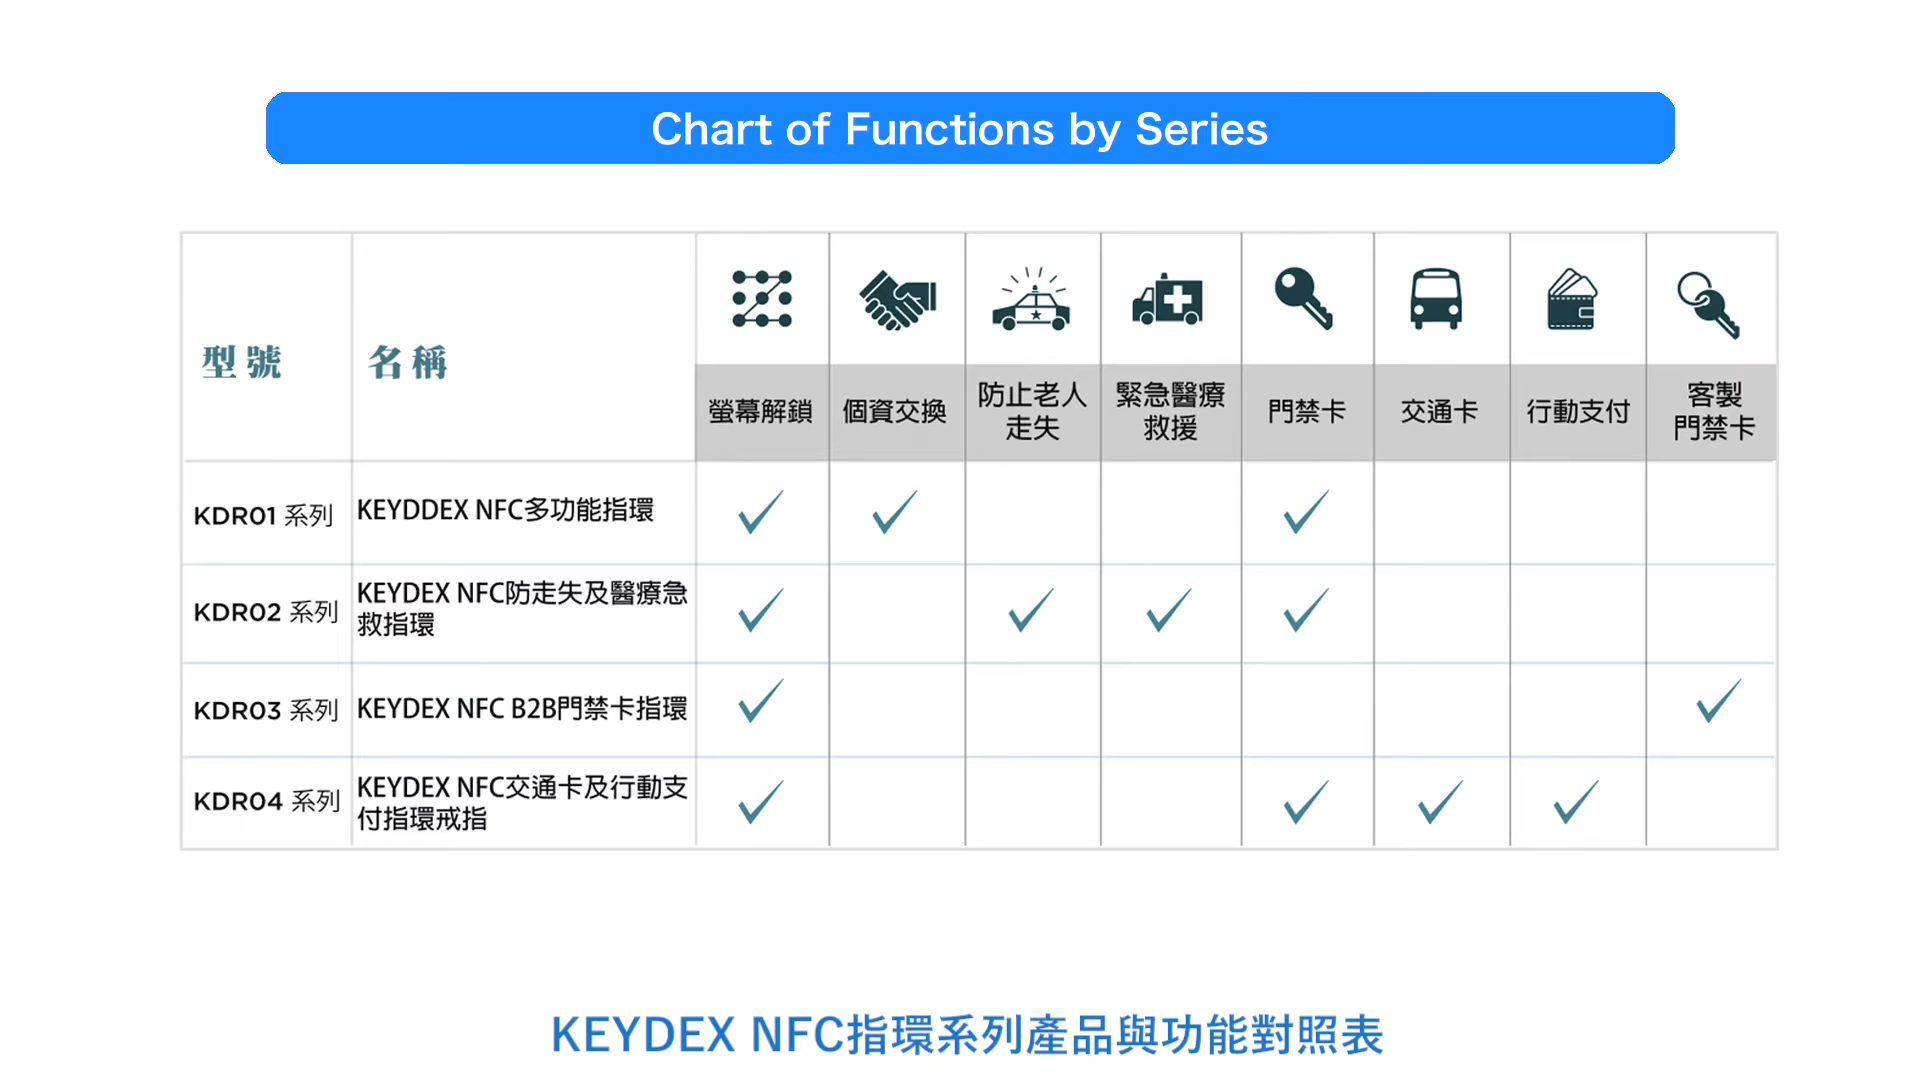 Chart of Functions by Series
型號 名稱
螢幕解鎖 個資交換 防止老人走失 緊急醫療救援 門禁卡 交通卡 行動支付 客製門禁卡
KDR01 系列 KEYDDEX NFC多功能指環
KDR02 系列 KEYDEX NFC防走失及醫療急
救指環
KDR03 系列 KEYDEX NFC B2B門禁卡指環
KDR04 系列 KEYDEX NFC交通卡及行動支
付指環戒指
KEYDEX NFC指環系列產品與功能對照表